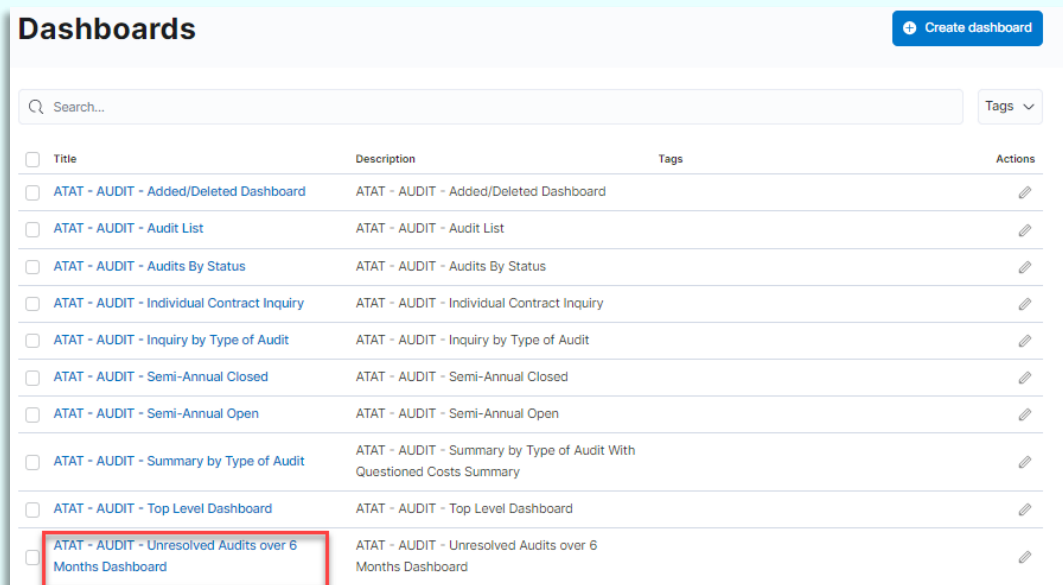 Dashboards
Create dashboard
Search...
Tags
Title Description Tags Actions
ATAT - AUDIT - Added/Deleted Dashboard ATAT - AUDIT - Added/Deleted Dashboard
ATAT - AUDIT - Audit List ATAT - AUDIT - Audit List
ATAT - AUDIT - Audits By Status ATAT - AUDIT - Audits By Status
ATAT - AUDIT - Individual Contract Inquiry ATAT - AUDIT - Individual Contract Inquiry
ATAT - AUDIT - Inquiry by Type of Audit ATAT - AUDIT - Inquiry by Type of Audit
ATAT - AUDIT - Semi-Annual Closed ATAT - AUDIT - Semi-Annual Closed
ATAT - AUDIT - Semi-Annual Open ATAT - AUDIT - Semi-Annual Open
ATAT - AUDIT - Summary by Type of Audit ATAT - AUDIT - Summary by Type of Audit With
Questioned Costs Summary
ATAT - AUDIT - Top Level Dashboard ATAT - AUDIT - Top Level Dashboard
ATAT - AUDIT - Unresolved Audits over 6 ATAT - AUDIT - Unresolved Audits over 6
Months Dashboard Months Dashboard